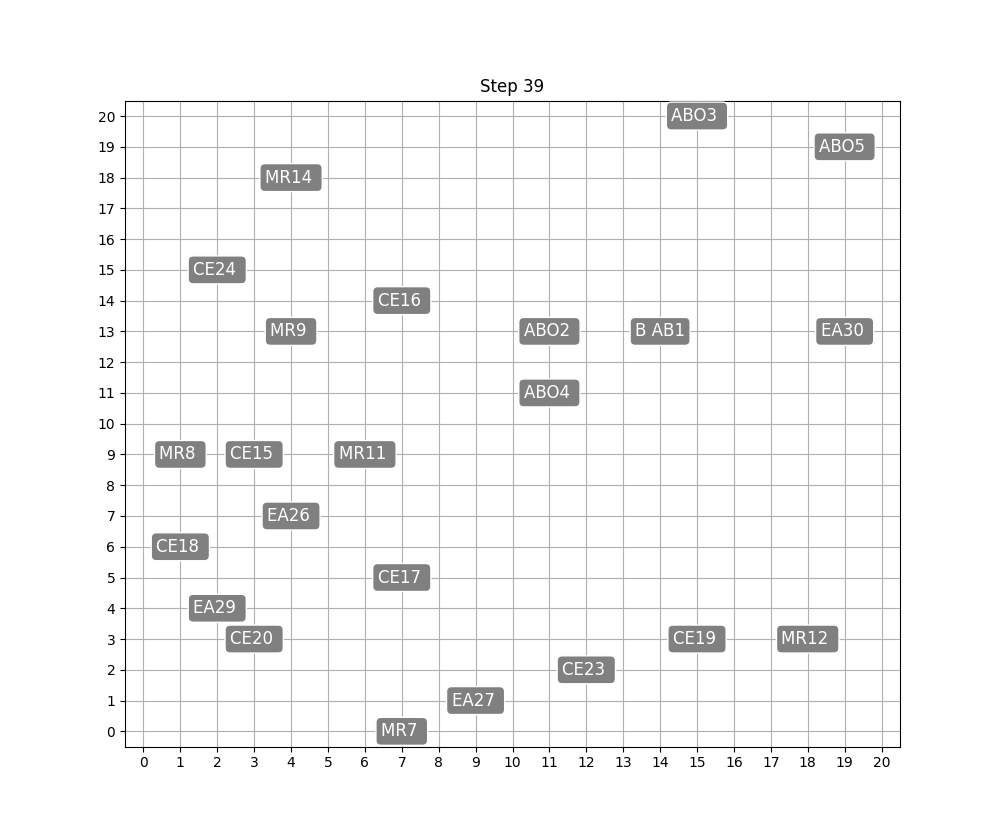 Step 39
20
ABO3
19
ABO5
18
MR14
17
16
15
CE24
14
CE16
13
MR9
ABO2
B AB1
EA30
12
11
ABO4
10
9
MR8
CE15
MR11
8
7
EA26
6
CE18
5
CE17
4
EA29
3
CE20
CE19
MR12
2
CE23
1
EA27
0
MR7
0 1 2 3 4 5 6 7 8 9 10 11 12 13 14 15 16 17 18 19 20